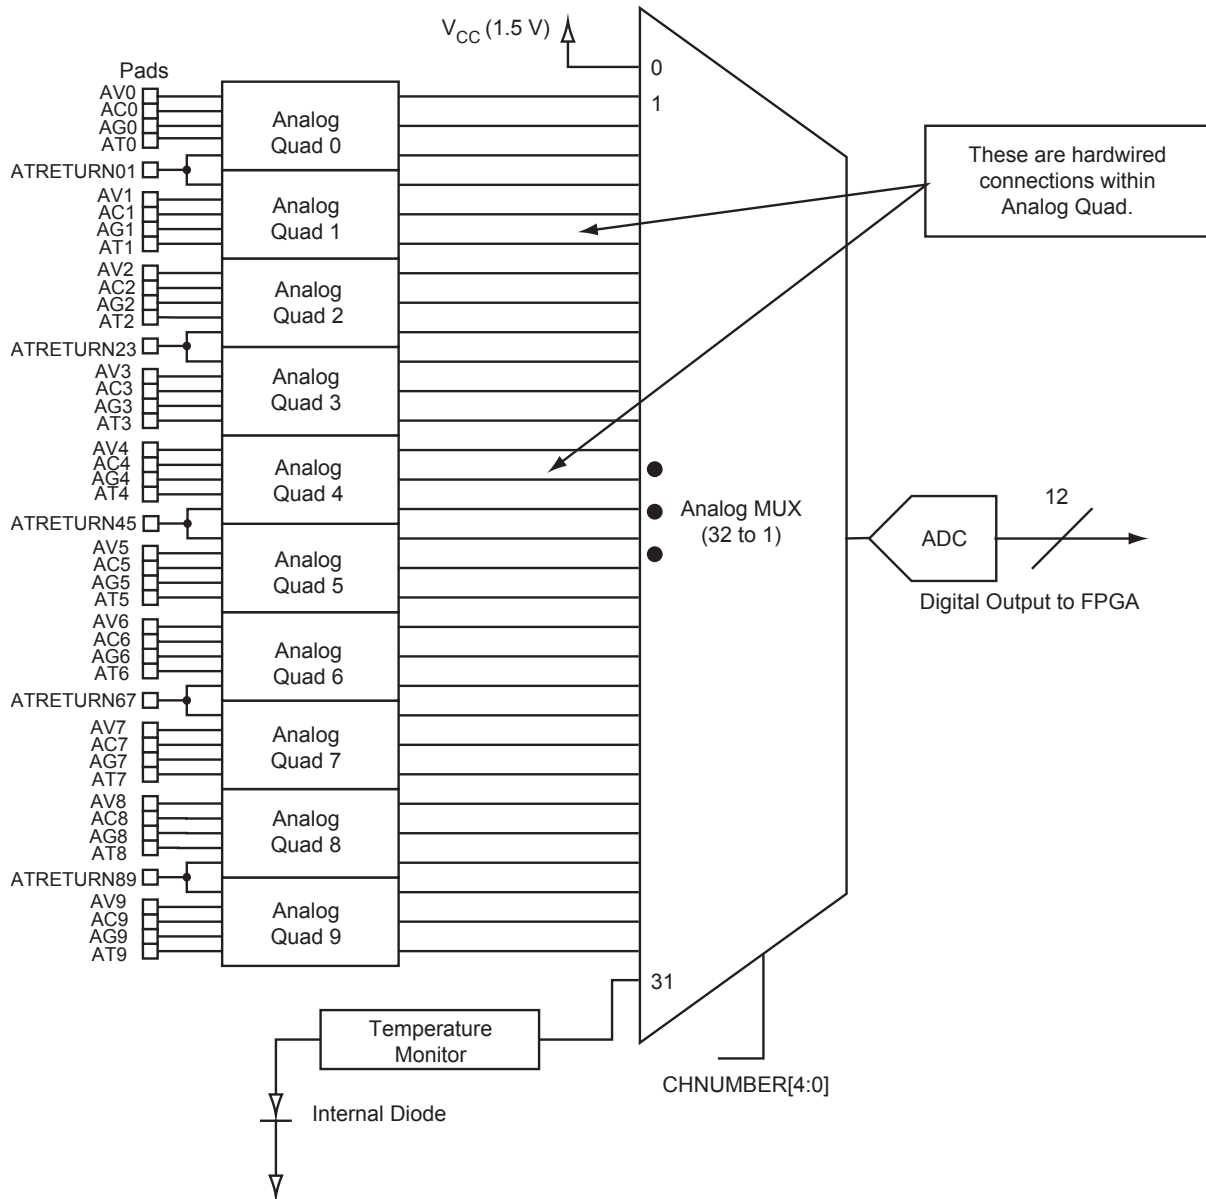 V_CC (1.5 V)
0
1
Pads
AV0
AC0
AG0
AT0
ATRETURN01
AV1
AC1
AG1
AT1
AV2
AC2
AG2
AT2
ATRETURN23
AV3
AC3
AG3
AT3
AV4
AC4
AG4
AT4
ATRETURN45
AV5
AC5
AG5
AT5
AV6
AC6
AG6
AT6
ATRETURN67
AV7
AC7
AG7
AT7
AV8
AC8
AG8
AT8
ATRETURN89
AV9
AC9
AG9
AT9
Analog
Quad 0
Analog
Quad 1
Analog
Quad 2
Analog
Quad 3
Analog
Quad 4
Analog
Quad 5
Analog
Quad 6
Analog
Quad 7
Analog
Quad 8
Analog
Quad 9
These are hardwired
connections within
Analog Quad.
Analog MUX
(32 to 1)
ADC
12
Digital Output to FPGA
31
Temperature
Monitor
CHNUMBER[4:0]
Internal Diode